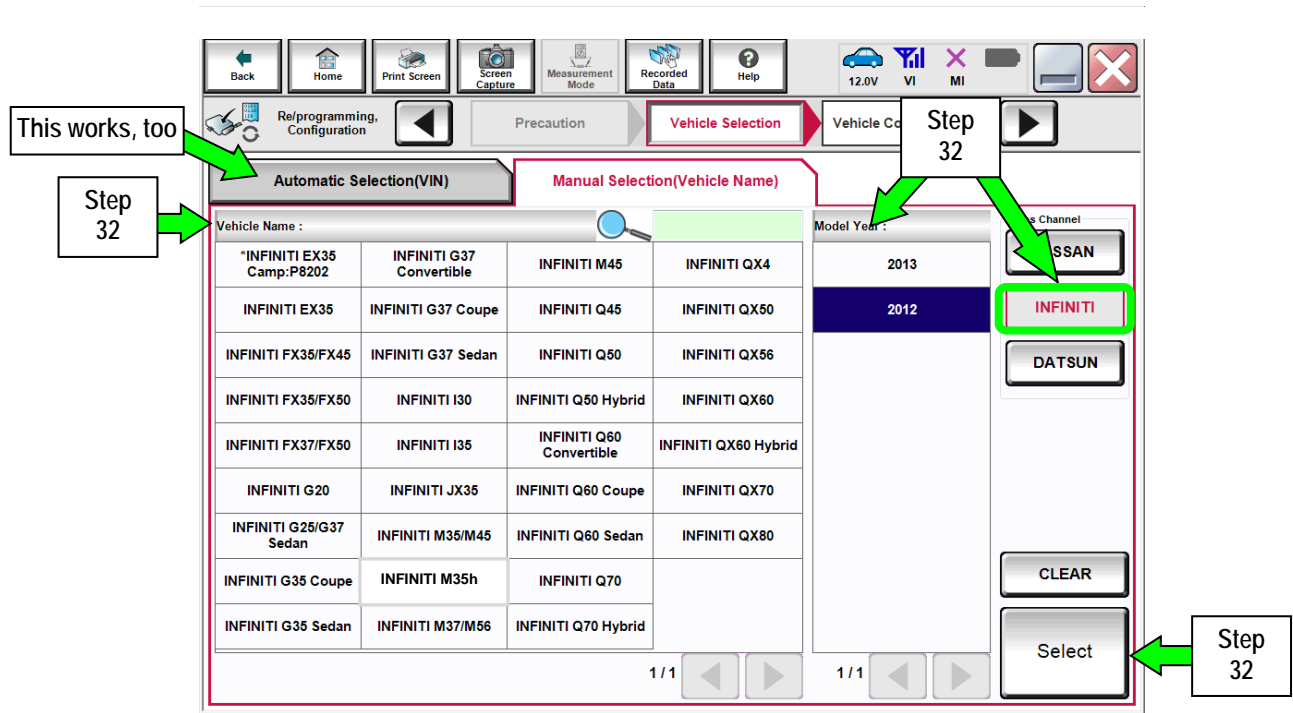 Back
Home
Print Screen
Screen
Capture
Measurement
Mode
Recorded
Data
Help
12.0V
VI
MI
This works, too
Re/programming,
Configuration
Precaution
Vehicle Selection
Vehicle Co
Step
32
Automatic Selection(VIN)
Manual Selection(Vehicle Name)
Step
32
Vehicle Name :
Model Year :
Channel
*INFINITI EX35
Camp:P8202
INFINITI G37
Convertible
INFINITI M45
INFINITI QX4
2013
SSAN
INFINITI EX35
INFINITI G37 Coupe
INFINITI Q45
INFINITI QX50
2012
INFINITI
INFINITI FX35/FX45
INFINITI G37 Sedan
INFINITI Q50
INFINITI QX56
DATSUN
INFINITI FX35/FX50
INFINITI I30
INFINITI Q50 Hybrid
INFINITI QX60
INFINITI FX37/FX50
INFINITI I35
INFINITI Q60
Convertible
INFINITI QX60 Hybrid
INFINITI G20
INFINITI JX35
INFINITI Q60 Coupe
INFINITI QX70
INFINITI G25/G37
Sedan
INFINITI M35/M45
INFINITI Q60 Sedan
INFINITI QX80
INFINITI G35 Coupe
INFINITI M35h
INFINITI Q70
CLEAR
INFINITI G35 Sedan
INFINITI M37/M56
INFINITI Q70 Hybrid
Select
Step
32
1/1
1/1